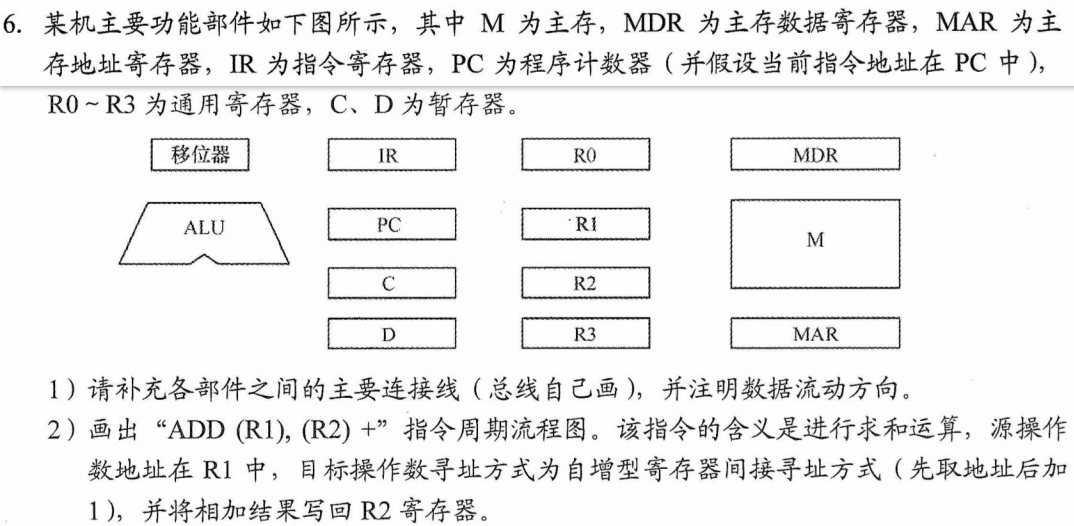 6. 某机主要功能部件如下图所示，其中 M 为主存，MDR 为主存数据寄存器，MAR 为主
存地址寄存器，IR 为指令寄存器，PC 为程序计数器（并假设当前指令地址在 PC 中），
R0～R3 为通用寄存器，C、D 为暂存器。
移位器 IR R0 MDR
ALU PC R1 M
C R2
D R3 MAR
1）请补充各部件之间的主要连接线（总线自己画），并注明数据流动方向。
2）画出“ADD (R1), (R2) +”指令周期流程图。该指令的含义是进行求和运算，源操作
数地址在 R1 中，目标操作数寻址方式为自增型寄存器间接寻址方式（先取地址后加
1），并将相加结果写回 R2 寄存器。